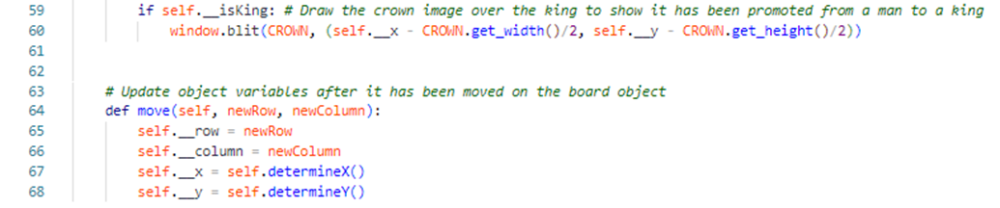 59 if self.__isKing: # Draw the crown image over the king to show it has been promoted from a man to a king
60 window.blit(CROWN, (self.__x - CROWN.get_width()/2, self.__y - CROWN.get_height()/2))
61
62
63 # Update object variables after it has been moved on the board object
64 def move(self, newRow, newColumn):
65 self.__row = newRow
66 self.__column = newColumn
67 self.__x = self.determineX()
68 self.__y = self.determineY()